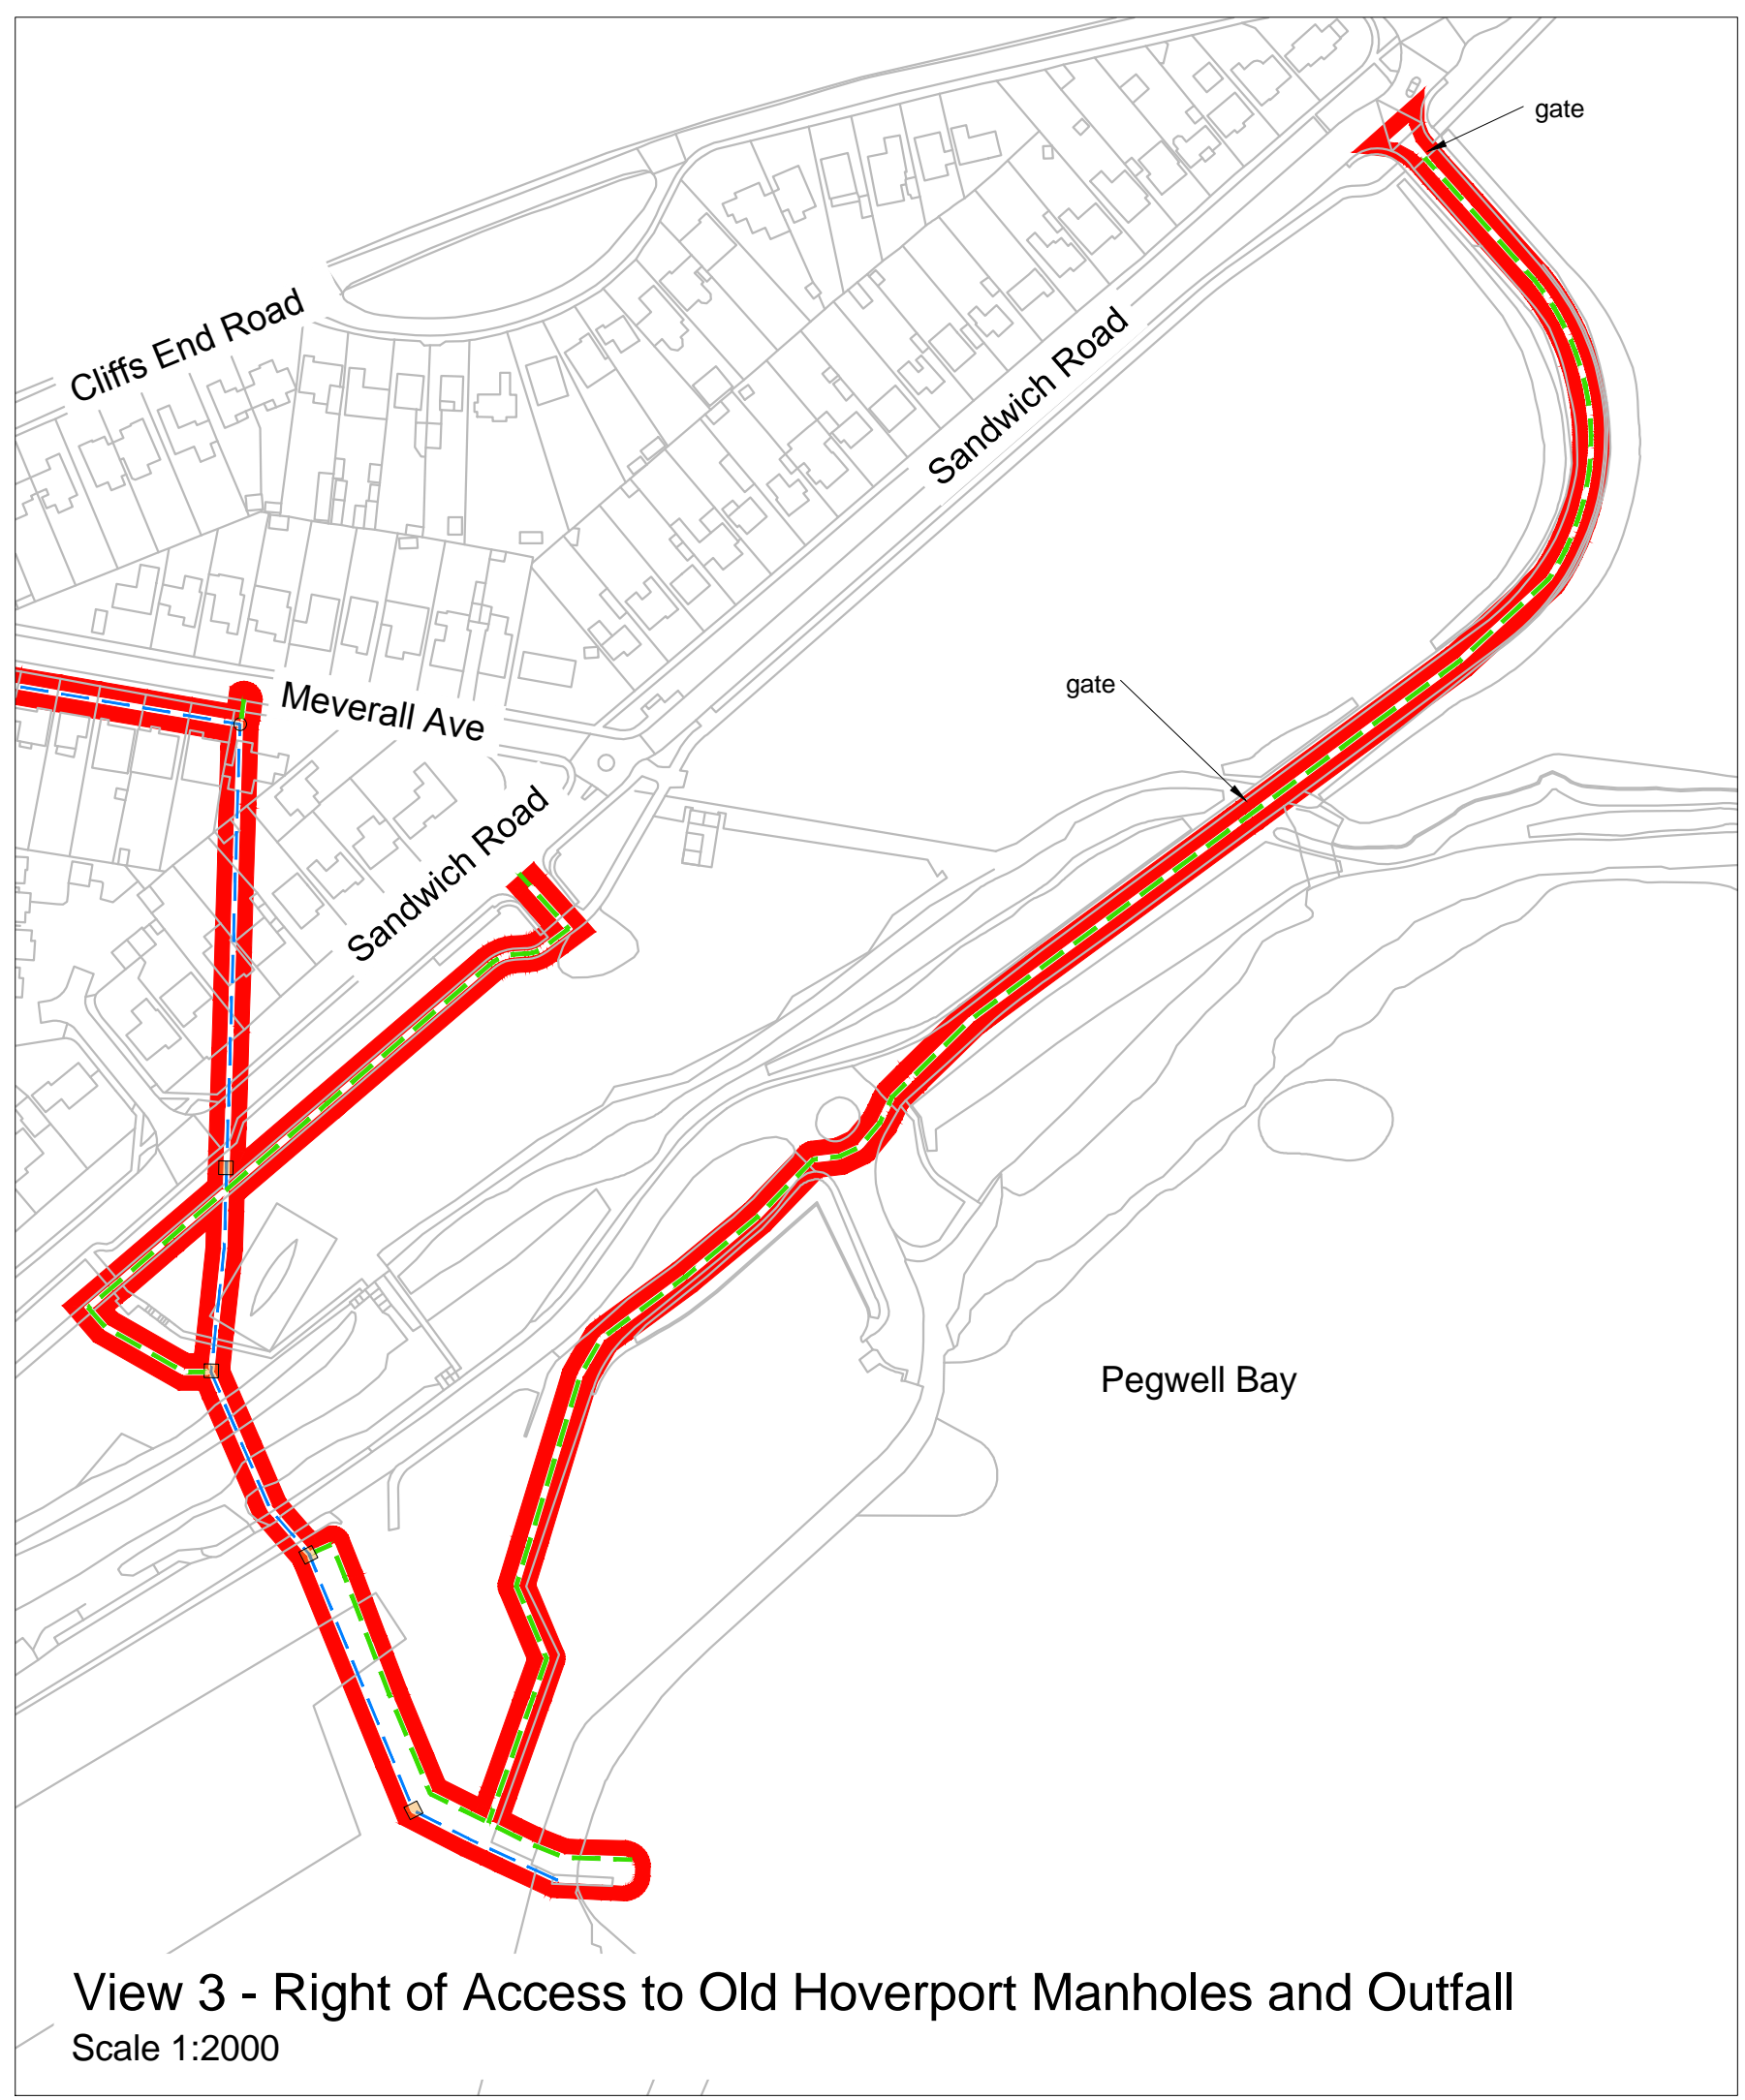 gate
Cliffs End Road
Sandwich Road
gate
Meverall Ave
Sandwich Road
Pegwell Bay
View 3 - Right of Access to Old Hoverport Manholes and Outfall
Scale 1:2000